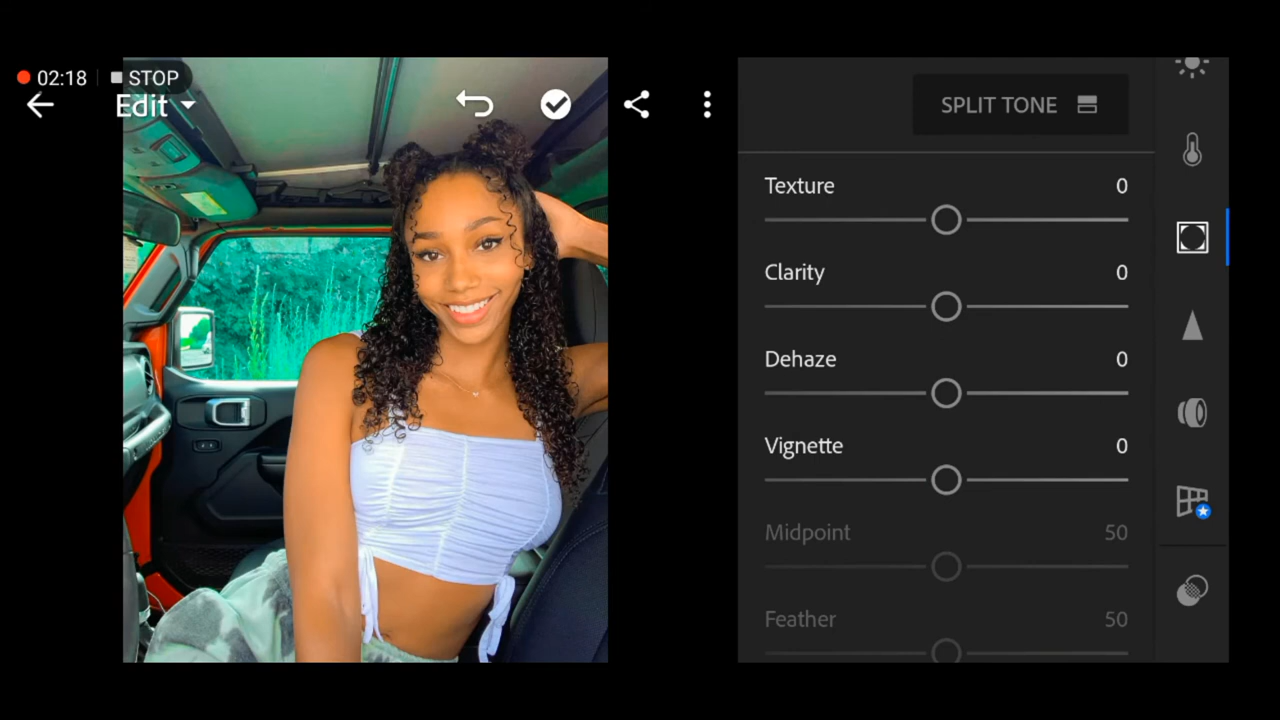 02:18 STOP
Edit
SPLIT TONE
Texture 0
Clarity 0
Dehaze 0
Vignette 0
Midpoint 50
Feather 50